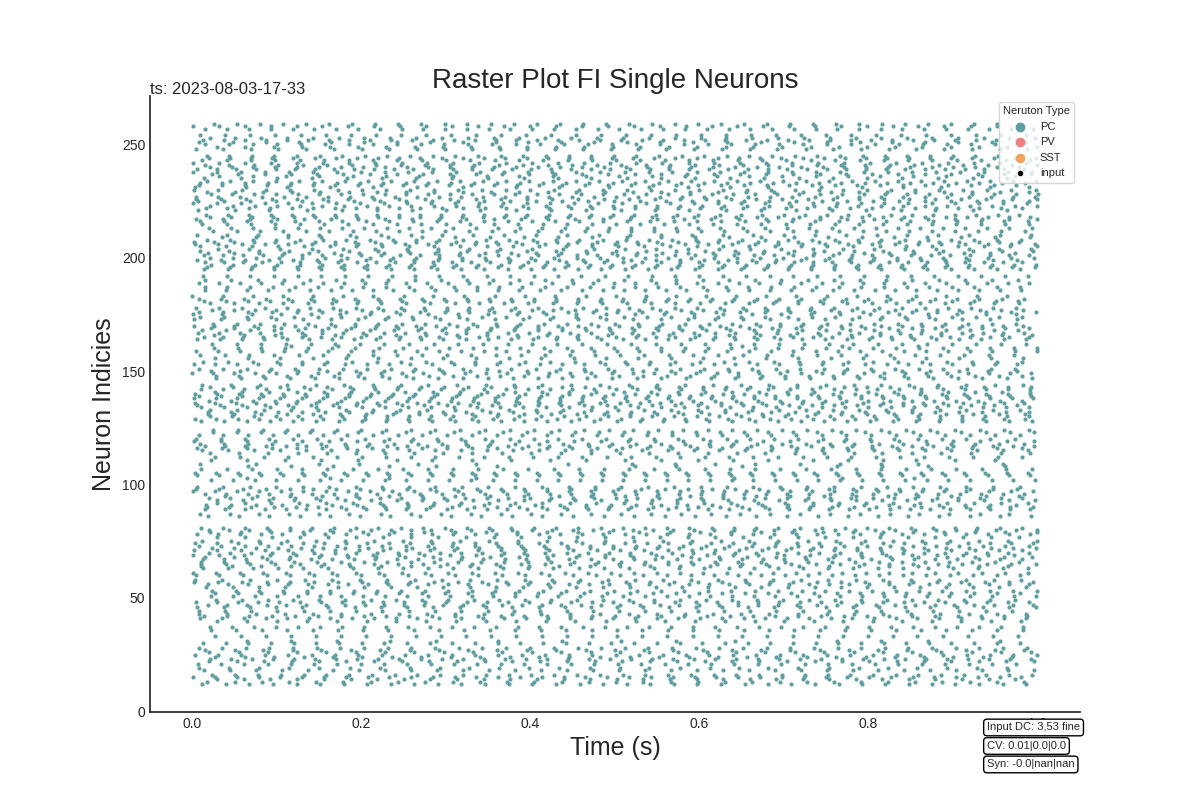 Raster Plot FI Single Neurons
ts: 2023-08-03-17-33
Neruton Type
PC
PV
SST
input
Neuron Indicies
250
200
150
100
50
0
0.0 0.2 0.4 0.6 0.8
Time (s)
Input DC: 3,53 fine
CV: 0.01|0.0|0.0
Syn: -0.0|nan|nan